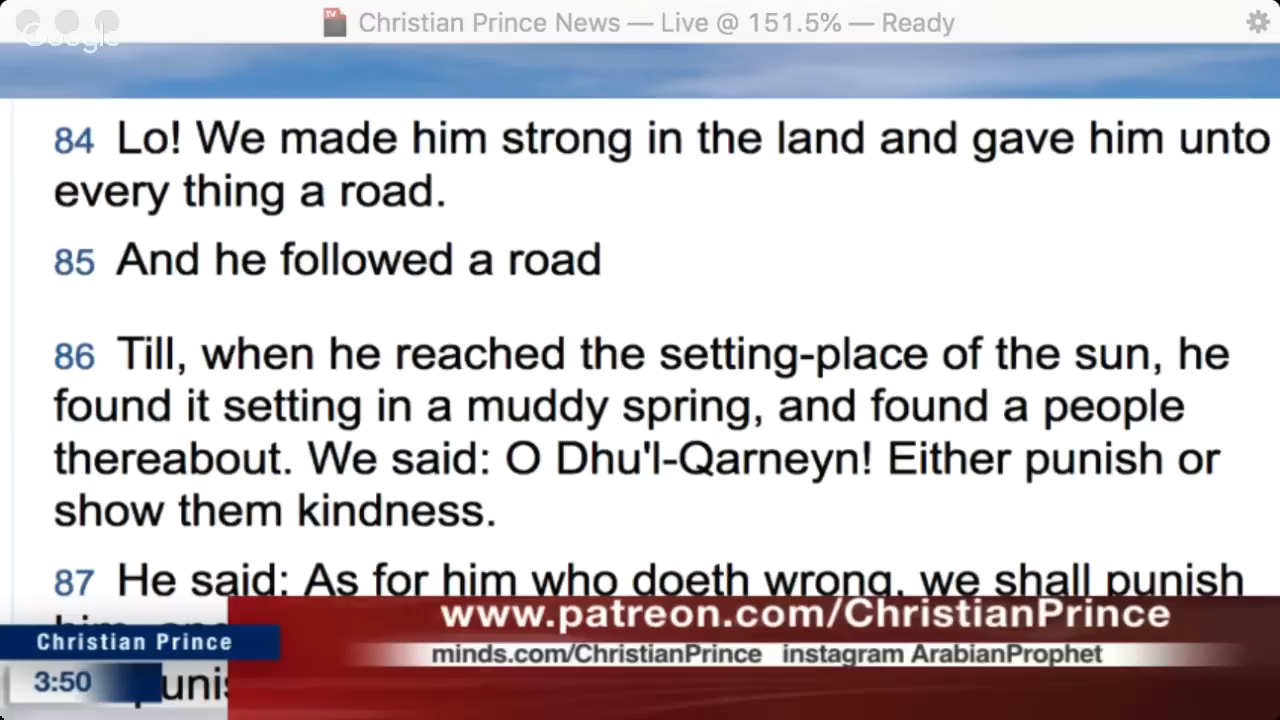 Christian Prince News — Live @ 151.5% — Ready
Google
84 Lo! We made him strong in the land and gave him unto
every thing a road.
85 And he followed a road
86 Till, when he reached the setting-place of the sun, he
found it setting in a muddy spring, and found a people
thereabout. We said: O Dhu'l-Qarneyn! Either punish or
show them kindness.
87 He said: As for him who doeth wrong, we shall punish
www.patreon.com/ChristianPrince
Christian Prince
minds.com/ChristianPrince instagram ArabianProphet
3:50